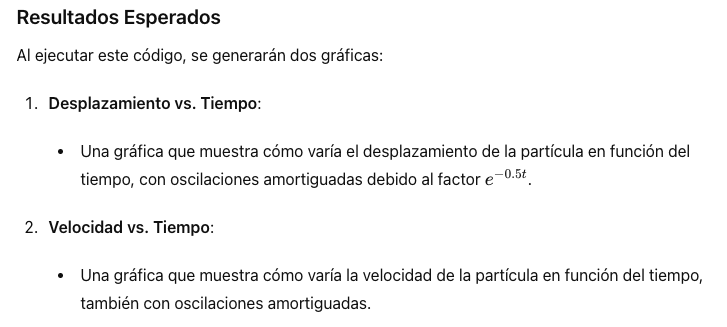 Resultados Esperados
Al ejecutar este código, se generarán dos gráficas:
1. Desplazamiento vs. Tiempo:
• Una gráfica que muestra cómo varía el desplazamiento de la partícula en función del
tiempo, con oscilaciones amortiguadas debido al factor e^{−0.5t}.
2. Velocidad vs. Tiempo:
• Una gráfica que muestra cómo varía la velocidad de la partícula en función del tiempo,
también con oscilaciones amortiguadas.